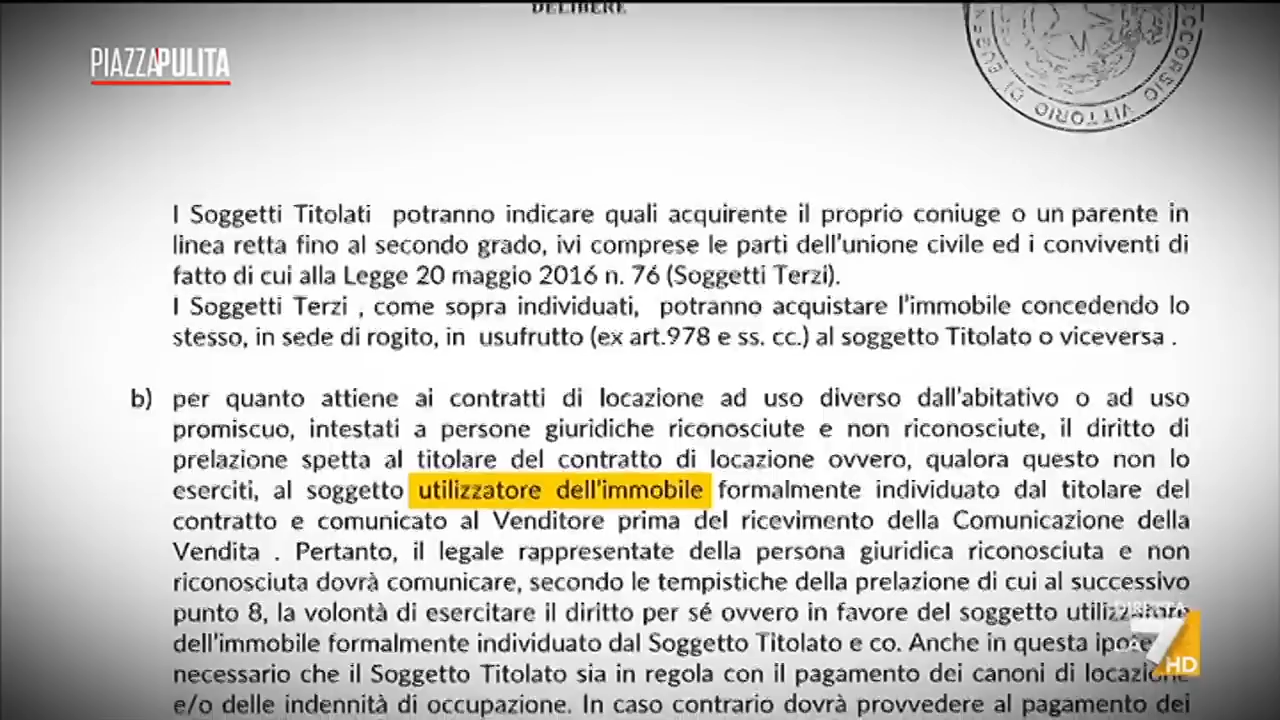 DELIBERE
PIAZZAPULITA
CCORSIO VITTORIO DI EUSE
I Soggetti Titolati potranno indicare quali acquirente il proprio coniuge o un parente in
linea retta fino al secondo grado, ivi comprese le parti dell'unione civile ed i conviventi di
fatto di cui alla Legge 20 maggio 2016 n. 76 (Soggetti Terzi).
I Soggetti Terzi , come sopra individuati, potranno acquistare l'immobile concedendo lo
stesso, in sede di rogito, in usufrutto (ex art.978 e ss. cc.) al soggetto Titolato o viceversa .
b) per quanto attiene ai contratti di locazione ad uso diverso dall'abitativo o ad uso
promiscuo, intestati a persone giuridiche riconosciute e non riconosciute, il diritto di
prelazione spetta al titolare del contratto di locazione ovvero, qualora questo non lo
eserciti, al soggetto utilizzatore dell'immobile formalmente individuato dal titolare del
contratto e comunicato al Venditore prima del ricevimento della Comunicazione della
Vendita . Pertanto, il legale rappresentate della persona giuridica riconosciuta e non
riconosciuta dovrà comunicare, secondo le tempistiche della prelazione di cui al successivo
punto 8, la volontà di esercitare il diritto per sé ovvero in favore del soggetto utilizzatore
dell'immobile formalmente individuato dal Soggetto Titolato e co. Anche in questa
necessario che il Soggetto Titolato sia in regola con il pagamento dei canoni di locazione
e/o delle indennità di occupazione. In caso contrario dovrà provvedere al pagamento dei
DIRETTA
7 HD